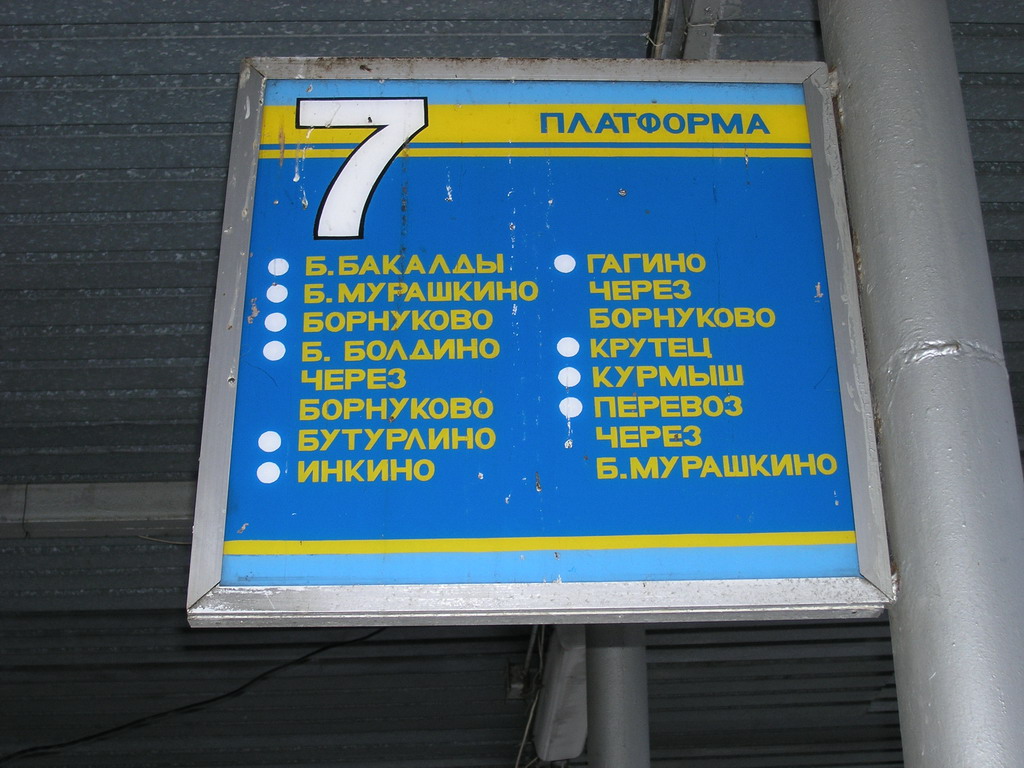 7 ПЛАТФОРМА
Б.БАКАЛДЫ
Б.МУРАШКИНО
БОРНУКОВО
Б. БОЛДИНО
ЧЕРЕЗ
БОРНУКОВО
БУТУРЛИНО
ИНКИНО
ГАГИНО
ЧЕРЕЗ
БОРНУКОВО
КРУТЕЦ
КУРМЫШ
ПЕРЕВОЗ
ЧЕРЕЗ
Б.МУРАШКИНО